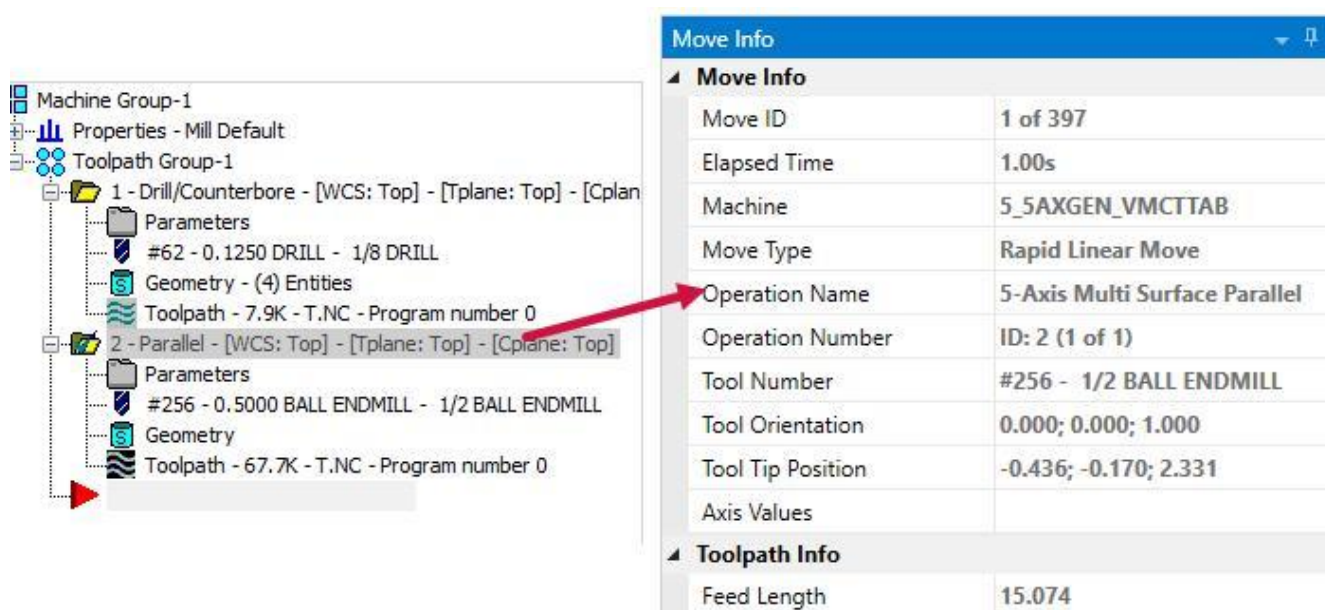 Machine Group-1
Properties - Mill Default
Toolpath Group-1
1 - Drill/Counterbore - [WCS: Top] - [Tplane: Top] - [Cplan
Parameters
#62 - 0.1250 DRILL - 1/8 DRILL
Geometry - (4) Entities
Toolpath - 7.9K - T.NC - Program number 0
2 - Parallel - [WCS: Top] - [Tplane: Top] - [Cplane: Top]
Parameters
#256 - 0.5000 BALL ENDMILL - 1/2 BALL ENDMILL
Geometry
Toolpath - 67.7K - T.NC - Program number 0
Move Info
Move Info
Move ID 1 of 397
Elapsed Time 1.00s
Machine 5_5AXGEN_VMCTTAB
Move Type Rapid Linear Move
Operation Name 5-Axis Multi Surface Parallel
Operation Number ID: 2 (1 of 1)
Tool Number #256 - 1/2 BALL ENDMILL
Tool Orientation 0.000; 0.000; 1.000
Tool Tip Position -0.436; -0.170; 2.331
Axis Values
Toolpath Info
Feed Length 15.074